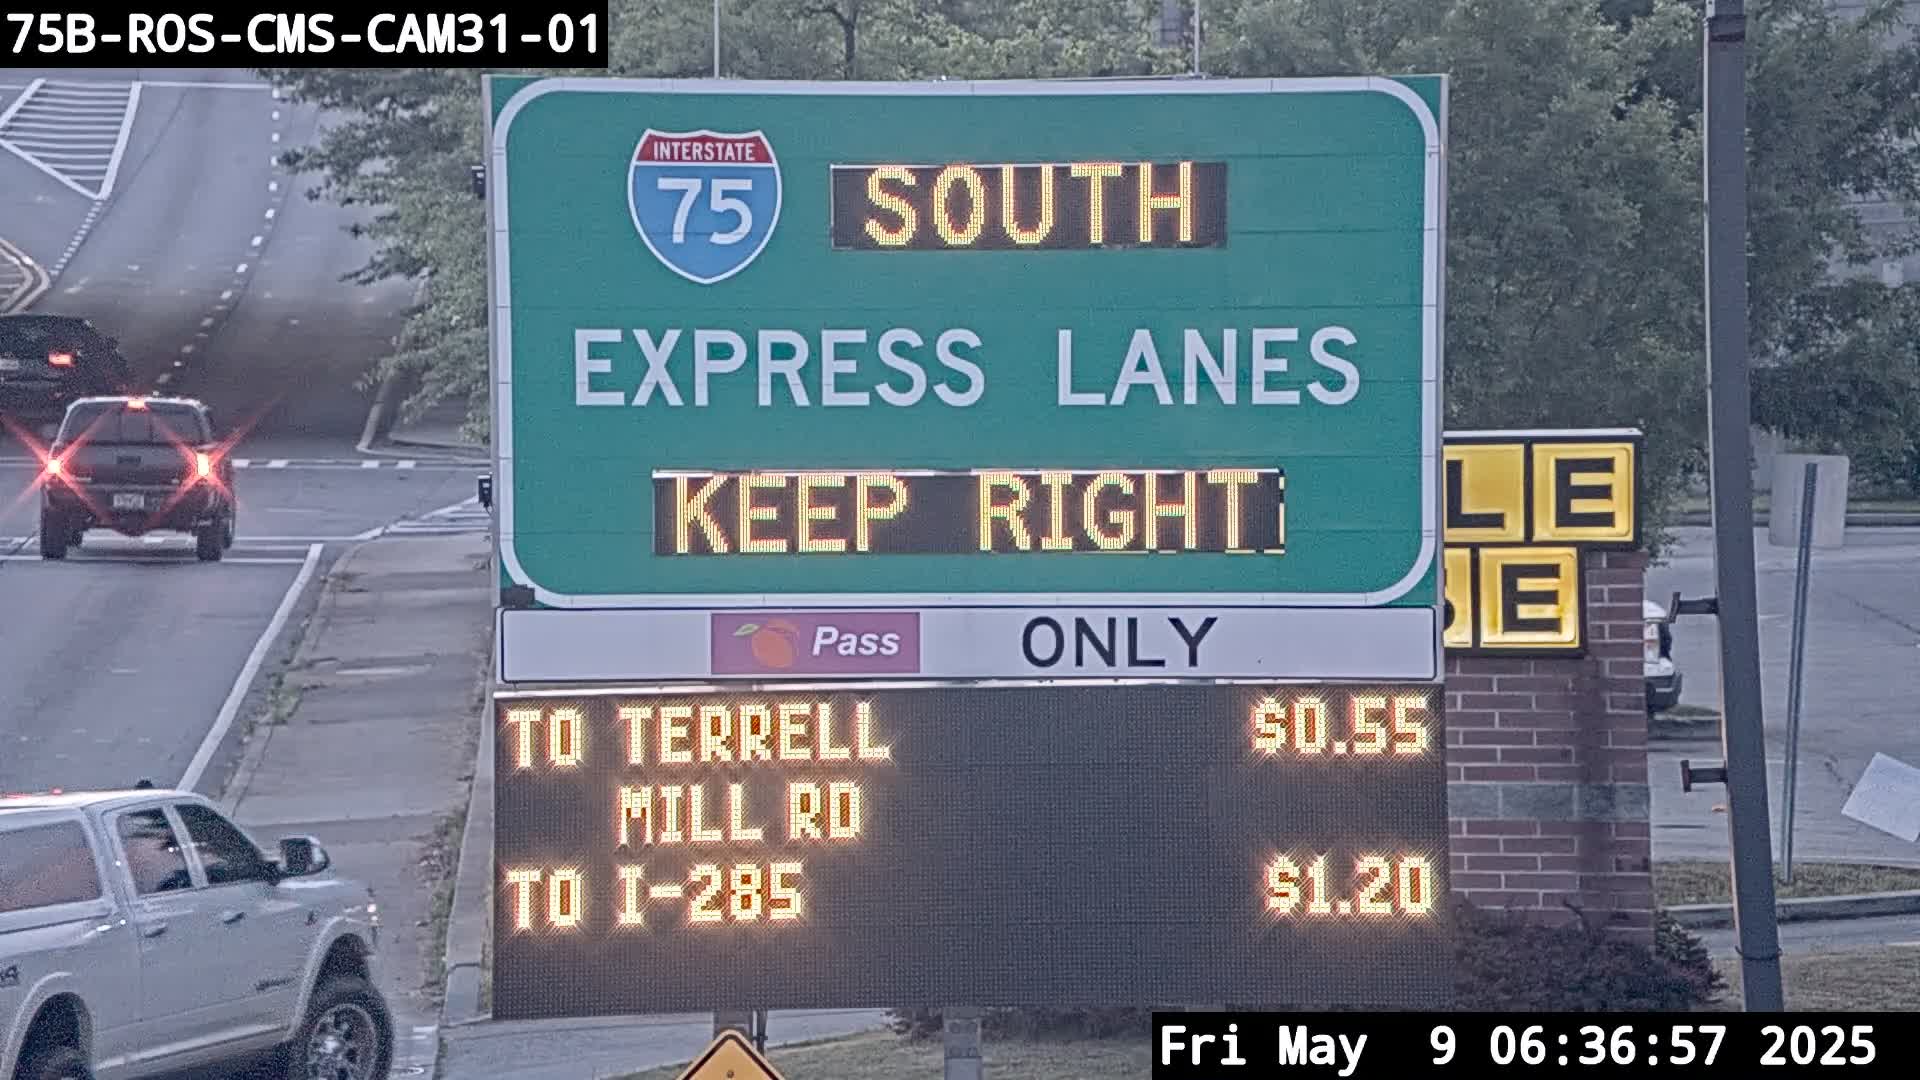 75B-ROS-CMS-CAM31-01
INTERSTATE
75
SOUTH
EXPRESS LANES
KEEP RIGHT
Pass ONLY
TO TERRELL $0.55
MILL RD
TO I-285 $1.20
LE
E
Fri May 9 06:36:57 2025